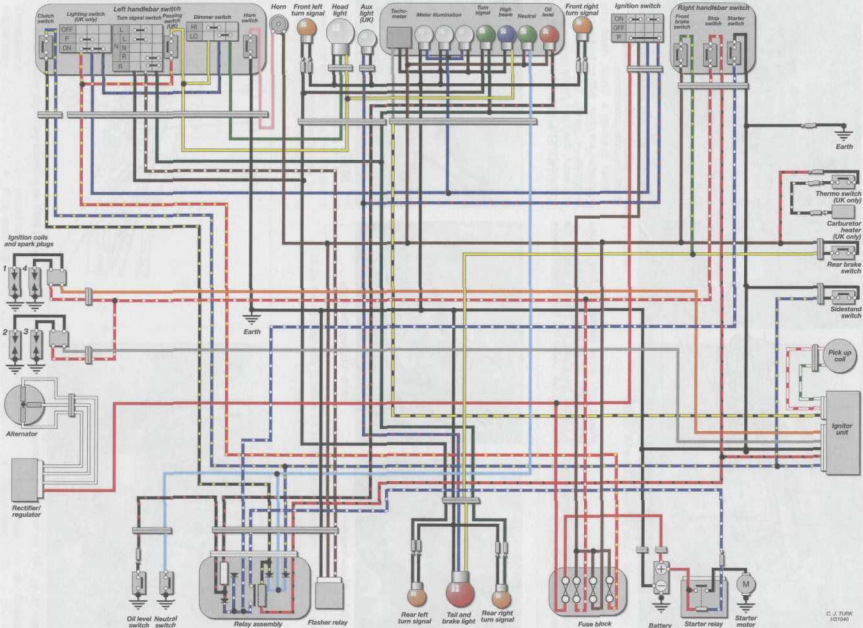 Left handlebar switch
Clutch switch
Lighting switch (UK only)
Turn signal switch
Passing switch (UK)
Dimmer switch
Horn switch
OFF
P
ON
L
L
N
N
R
R
HI
LO
Horn
Front left turn signal
Head light
Aux light (UK)
Tacho- meter
Meter illumination
Turn signal
High beam
Neutral
Oil level
Front right turn signal
Ignition switch
ON
OFF
P
Right handlebar switch
Front brake switch
Stop switch
Starter switch
Earth
Thermo switch (UK only)
Carburetor heater (UK only)
Rear brake switch
Sidestand switch
Pick up coil
Ignitor unit
Ignition coils and spark plugs
1
4
2
3
Earth
Alternator
Rectifier/ regulator
Oil level switch
Neutral switch
Relay assembly
Flasher relay
Rear left turn signal
Tail and brake light
Rear right turn signal
Fuse block
Battery
Starter relay
M
Starter motor
C. J. TURK